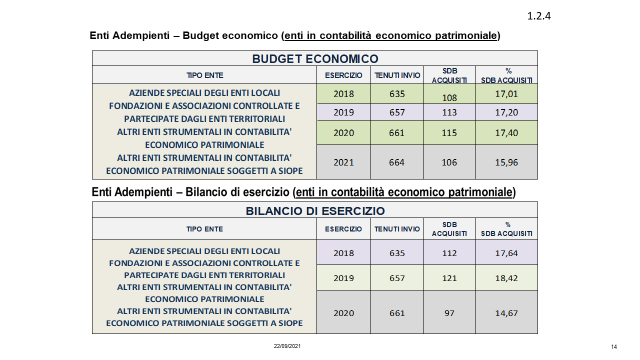 1.2.4
Enti Adempienti – Budget economico (enti in contabilità economico patrimoniale)
BUDGET ECONOMICO
TIPO ENTE ESERCIZIO TENUTI INVIO SDB ACQUISITI % SDB ACQUISITI
AZIENDE SPECIALI DEGLI ENTI LOCALI
FONDAZIONI E ASSOCIAZIONI CONTROLLATE E
PARTECIPATE DAGLI ENTI TERRITORIALI
ALTRI ENTI STRUMENTALI IN CONTABILITA'
ECONOMICO PATRIMONIALE
ALTRI ENTI STRUMENTALI IN CONTABILITA'
ECONOMICO PATRIMONIALE SOGGETTI A SIOPE
2018 635 108 17,01
2019 657 113 17,20
2020 661 115 17,40
2021 664 106 15,96
Enti Adempienti – Bilancio di esercizio (enti in contabilità economico patrimoniale)
BILANCIO DI ESERCIZIO
TIPO ENTE ESERCIZIO TENUTI INVIO SDB ACQUISITI % SDB ACQUISITI
AZIENDE SPECIALI DEGLI ENTI LOCALI
FONDAZIONI E ASSOCIAZIONI CONTROLLATE E
PARTECIPATE DAGLI ENTI TERRITORIALI
ALTRI ENTI STRUMENTALI IN CONTABILITA'
ECONOMICO PATRIMONIALE
ALTRI ENTI STRUMENTALI IN CONTABILITA'
ECONOMICO PATRIMONIALE SOGGETTI A SIOPE
2018 635 112 17,64
2019 657 121 18,42
2020 661 97 14,67
22/09/2021
14